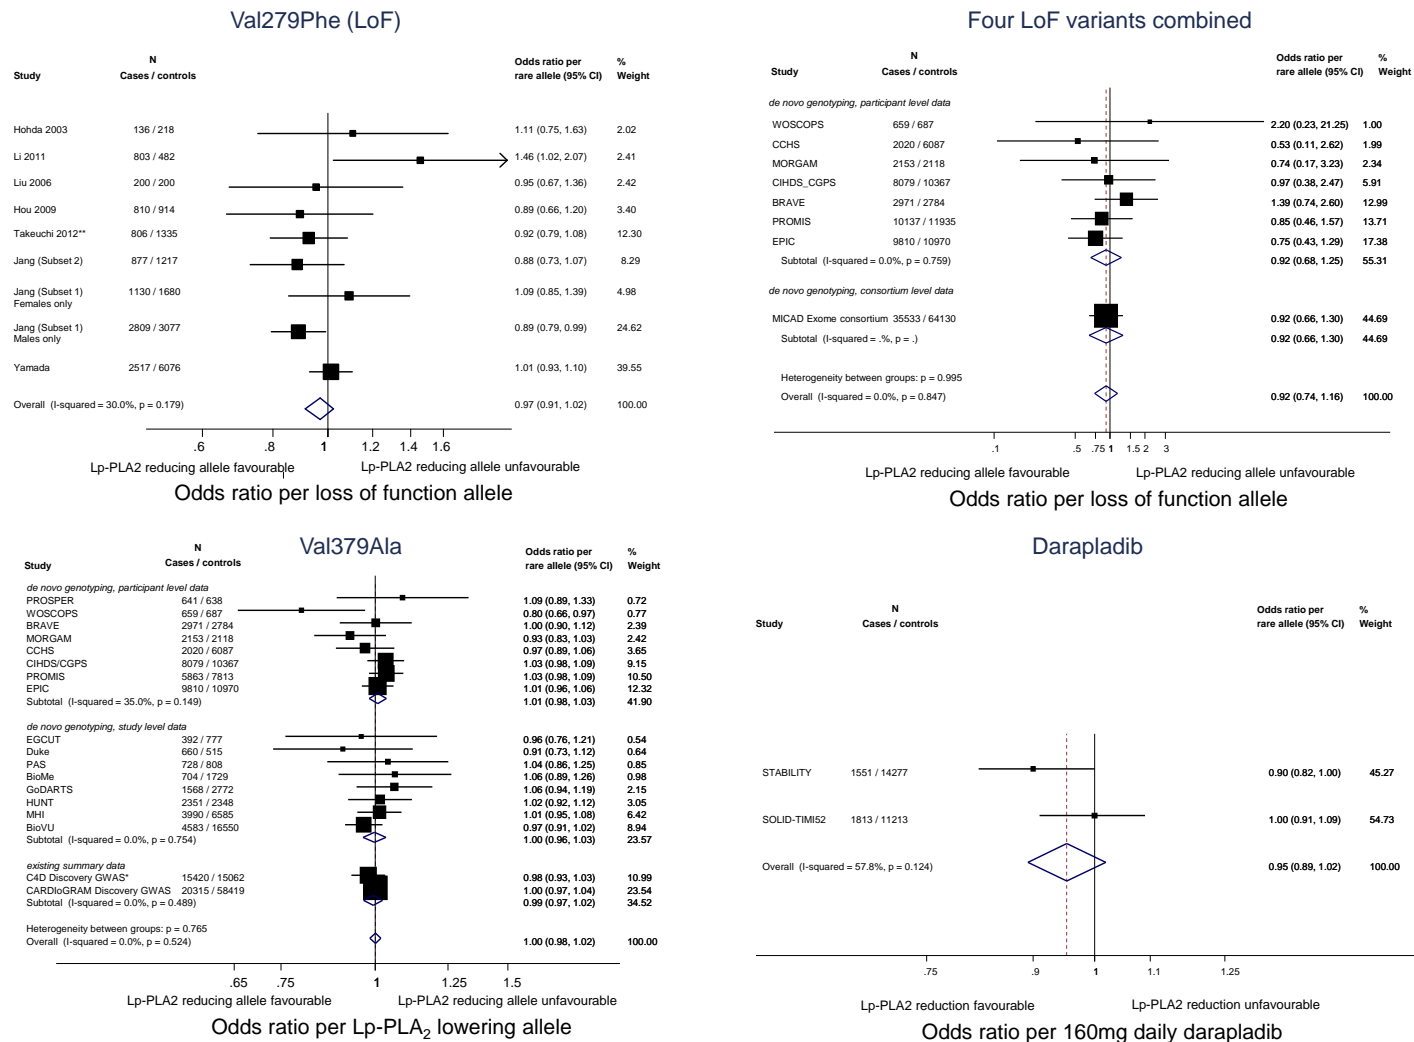 Val279Phe (LoF)
N
Odds ratio per %
Study Cases / controls rare allele (95% CI) Weight
Hohda 2003 136 / 218 1.11 (0.75, 1.63) 2.02
Li 2011 803 / 482 1.46 (1.02, 2.07) 2.41
Liu 2006 200 / 200 0.95 (0.67, 1.36) 2.42
Hou 2009 810 / 914 0.89 (0.66, 1.20) 3.40
Takeuchi 2012** 806 / 1335 0.92 (0.79, 1.08) 12.30
Jang (Subset 2) 877 / 1217 0.88 (0.73, 1.07) 8.29
Jang (Subset 1) 1130 / 1680 1.09 (0.85, 1.39) 4.98
Females only
Jang (Subset 1) 2809 / 3077 0.89 (0.79, 0.99) 24.62
Males only
Yamada 2517 / 6076 1.01 (0.93, 1.10) 39.55
Overall (I-squared = 30.0%, p = 0.179) 0.97 (0.91, 1.02) 100.00
.6 .8 1 1.2 1.4 1.6
Lp-PLA2 reducing allele favourable Lp-PLA2 reducing allele unfavourable
Odds ratio per loss of function allele
Four LoF variants combined
N Odds ratio per %
Study Cases / controls rare allele (95% CI) Weight
de novo genotyping, participant level data
WOSCOPS 659 / 687 2.20 (0.23, 21.25) 1.00
CCHS 2020 / 6087 0.53 (0.11, 2.62) 1.99
MORGAM 2153 / 2118 0.74 (0.17, 3.23) 2.34
CIHDS_CGPS 8079 / 10367 0.97 (0.38, 2.47) 5.91
BRAVE 2971 / 2784 1.39 (0.74, 2.60) 12.99
PROMIS 10137 / 11935 0.85 (0.46, 1.57) 13.71
EPIC 9810 / 10970 0.75 (0.43, 1.29) 17.38
Subtotal (I-squared = 0.0%, p = 0.759) 0.92 (0.68, 1.25) 55.31
de novo genotyping, consortium level data
MICAD Exome consortium 35533 / 64130 0.92 (0.66, 1.30) 44.69
Subtotal (I-squared = .%, p = .) 0.92 (0.66, 1.30) 44.69
Heterogeneity between groups: p = 0.995
Overall (I-squared = 0.0%, p = 0.847) 0.92 (0.74, 1.16) 100.00
.1 .5 .75 1 1.5 2 3
Lp-PLA2 reducing allele favourable Lp-PLA2 reducing allele unfavourable
Odds ratio per loss of function allele
Val379Ala
N Odds ratio per %
Study Cases / controls rare allele (95% CI) Weight
de novo genotyping, participant level data
PROSPER 641 / 638 1.09 (0.89, 1.33) 0.72
WOSCOPS 659 / 687 0.80 (0.66, 0.97) 0.77
BRAVE 2971 / 2784 1.00 (0.90, 1.12) 2.39
MORGAM 2153 / 2118 0.93 (0.83, 1.03) 2.42
CCHS 2020 / 6087 0.97 (0.89, 1.06) 3.65
CIHDS/CGPS 8079 / 10367 1.03 (0.98, 1.09) 9.15
PROMIS 5863 / 7813 1.03 (0.98, 1.09) 10.50
EPIC 9810 / 10970 1.01 (0.96, 1.06) 12.32
Subtotal (I-squared = 35.0%, p = 0.149) 1.01 (0.98, 1.03) 41.90
de novo genotyping, study level data
EGCUT 392 / 777 0.96 (0.76, 1.21) 0.54
Duke 660 / 515 0.91 (0.73, 1.12) 0.64
PAS 728 / 808 1.04 (0.86, 1.25) 0.85
BioMe 704 / 1729 1.06 (0.89, 1.26) 0.98
GoDARTS 1568 / 2772 1.06 (0.94, 1.19) 2.15
HUNT 2351 / 2348 1.02 (0.92, 1.12) 3.05
MHI 3990 / 6585 1.01 (0.95, 1.08) 6.42
BioVU 4583 / 16550 0.97 (0.91, 1.02) 8.94
Subtotal (I-squared = 0.0%, p = 0.754) 1.00 (0.96, 1.03) 23.57
existing summary data
C4D Discovery GWAS* 15420 / 15062 0.98 (0.93, 1.03) 10.99
CARDIoGRAM Discovery GWAS 20315 / 58419 1.00 (0.97, 1.04) 23.54
Subtotal (I-squared = 0.0%, p = 0.489) 0.99 (0.97, 1.02) 34.52
Heterogeneity between groups: p = 0.765
Overall (I-squared = 0.0%, p = 0.524) 1.00 (0.98, 1.02) 100.00
.65 .75 1 1.25 1.5
Lp-PLA2 reducing allele favourable Lp-PLA2 reducing allele unfavourable
Odds ratio per Lp-PLA₂ lowering allele
Darapladib
N Odds ratio per %
Study Cases / controls rare allele (95% CI) Weight
STABILITY 1551 / 14277 0.90 (0.82, 1.00) 45.27
SOLID-TIMI52 1813 / 11213 1.00 (0.91, 1.09) 54.73
Overall (I-squared = 57.8%, p = 0.124) 0.95 (0.89, 1.02) 100.00
.75 .9 1 1.1 1.25
Lp-PLA2 reduction favourable Lp-PLA2 reduction unfavourable
Odds ratio per 160mg daily darapladib